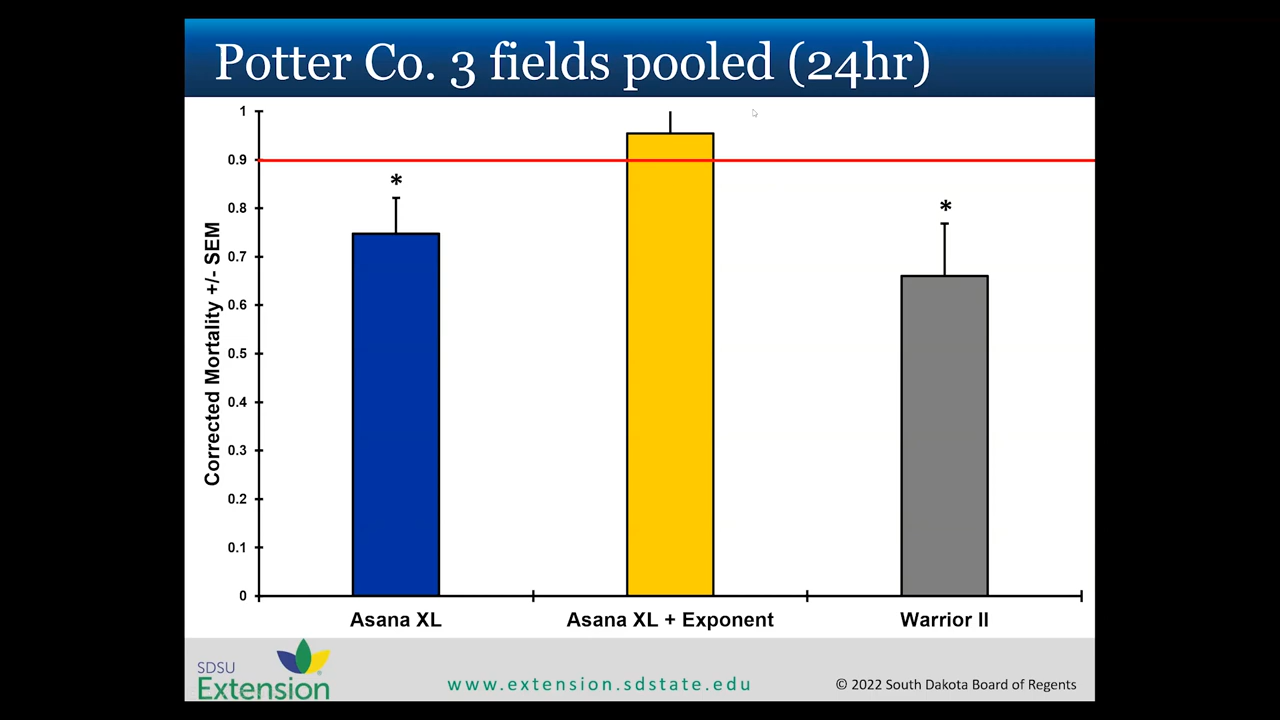 Potter Co. 3 fields pooled (24hr)
Corrected Mortality +/- SEM
1
0.9
0.8
0.7
0.6
0.5
0.4
0.3
0.2
0.1
0
*
*
Asana XL
Asana XL + Exponent
Warrior II
SDSU
Extension
www.extension.sdstate.edu
© 2022 South Dakota Board of Regents